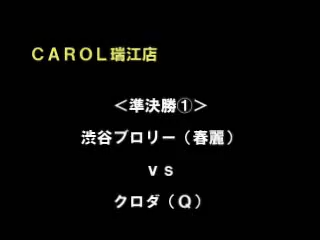 ＣＡＲＯＬ瑞江店
＜準決勝①＞
渋谷ブロリー（春麗）
ｖｓ
クロダ（Ｑ）